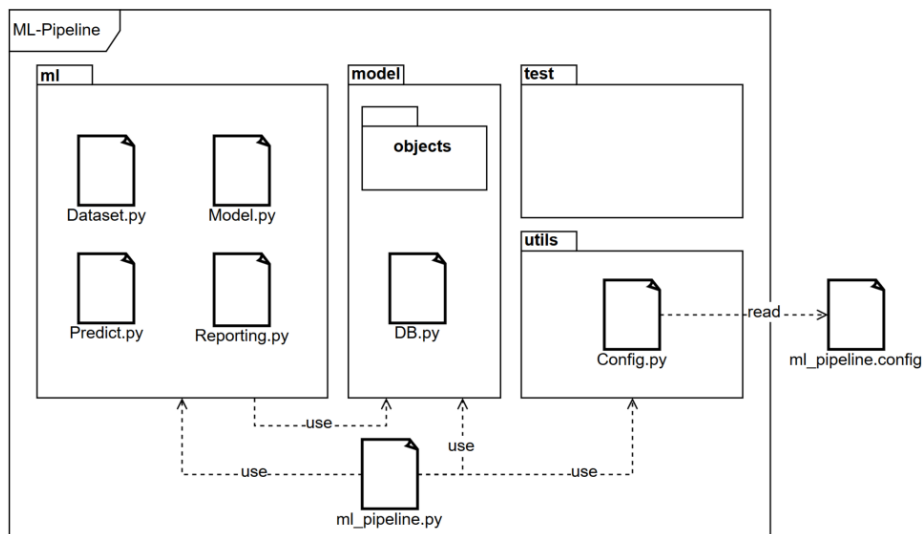 ML-Pipeline
ml
model
test
objects
Dataset.py
Model.py
utils
Predict.py
Reporting.py
DB.py
Config.py
read
ml_pipeline.config
use
use
use
use
ml_pipeline.py